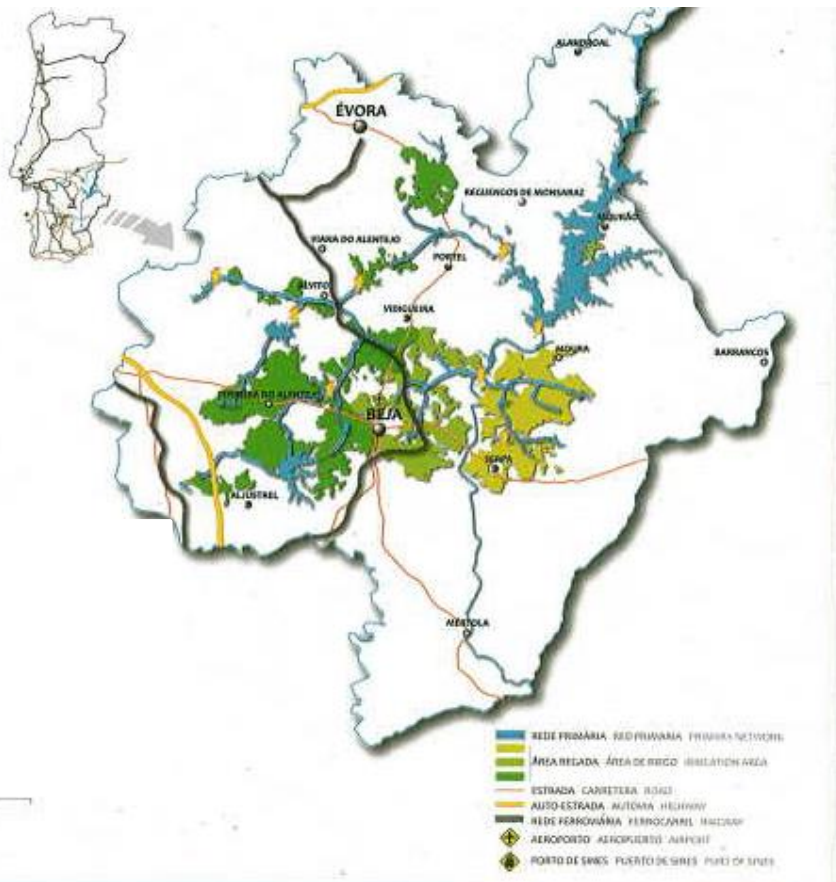 ALANDROAL
ÉVORA
REGUENGOS DE MONSARAZ
MOURÃO
VIANA DO ALENTEJO
PORTEL
ALVITO
VIDIGUEIRA
MOURA
BARRANCOS
FERREIRA DO ALENTEJO
BEJA
SERPA
ALJUSTREL
MÉRTOLA
REDE PRIMÁRIA RED PRIMARIA PRIMARY NETWORK
ÁREA REGADA ÁREA DE RIEGO IRRIGATION AREA
ESTRADA CARRETERA ROAD
AUTO-ESTRADA AUTOVIA HIGHWAY
REDE FERROVIÁRIA FERROCARRIL RAILWAY
AEROPORTO AEROPUERTO AIRPORT
PORTO DE SINES PUERTO DE SINES PORT OF SINES